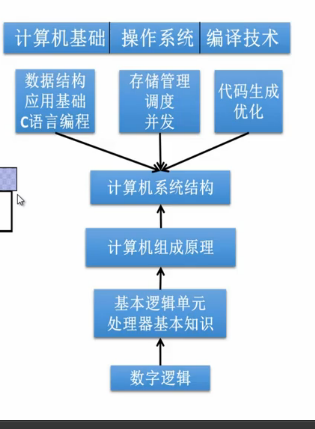 计算机基础 操作系统 编译技术
数据结构
应用基础
C语言编程
存储管理
调度
并发
代码生成
优化
计算机系统结构
计算机组成原理
基本逻辑单元
处理器基本知识
数字逻辑